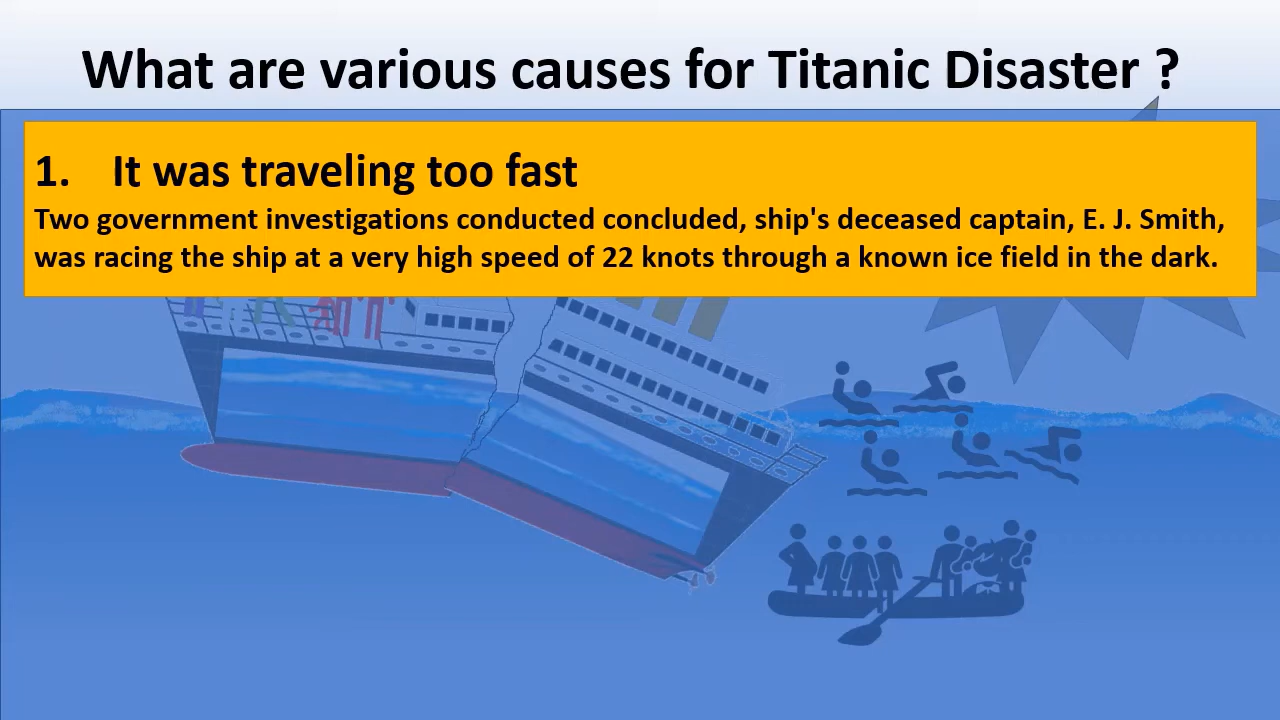 What are various causes for Titanic Disaster ?
1. It was traveling too fast
Two government investigations conducted concluded, ship's deceased captain, E. J. Smith,
was racing the ship at a very high speed of 22 knots through a known ice field in the dark.